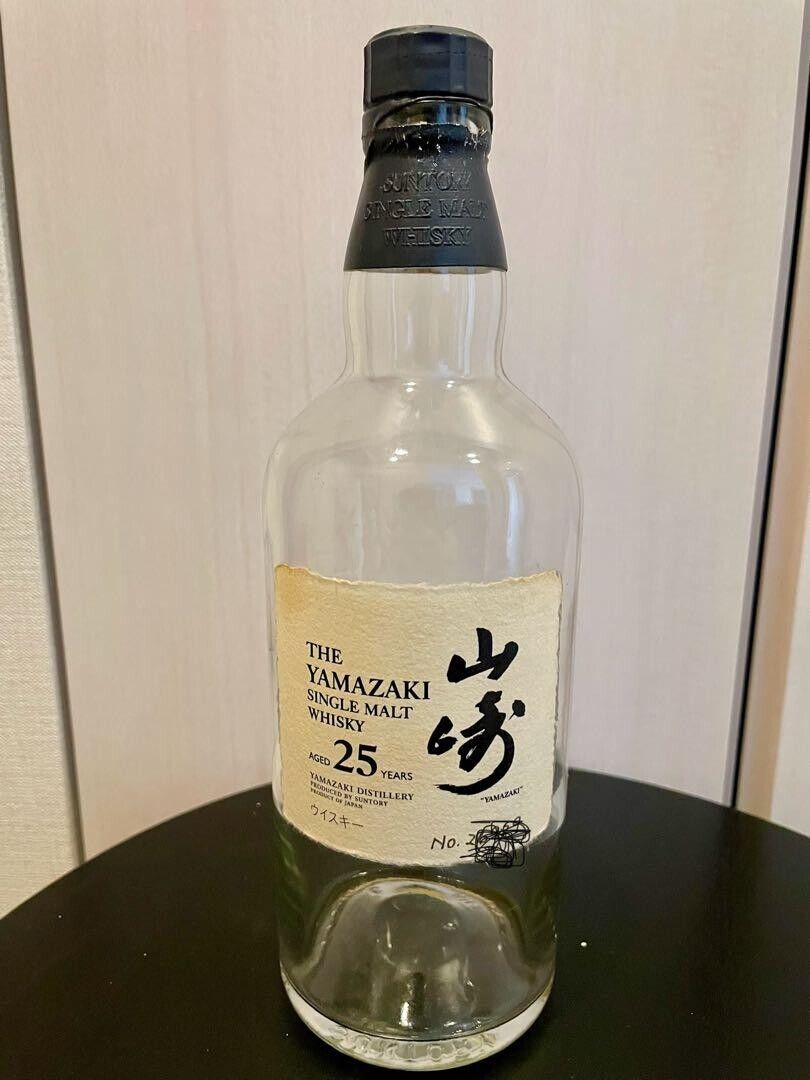 SUNTORY
SINGLE MALT
WHISKY
THE
YAMAZAKI
SINGLE MALT
WHISKY
AGED 25 YEARS
YAMAZAKI DISTILLERY
PRODUCED BY SUNTORY
PRODUCT OF JAPAN
ウイスキー
山崎
"YAMAZAKI"
No.